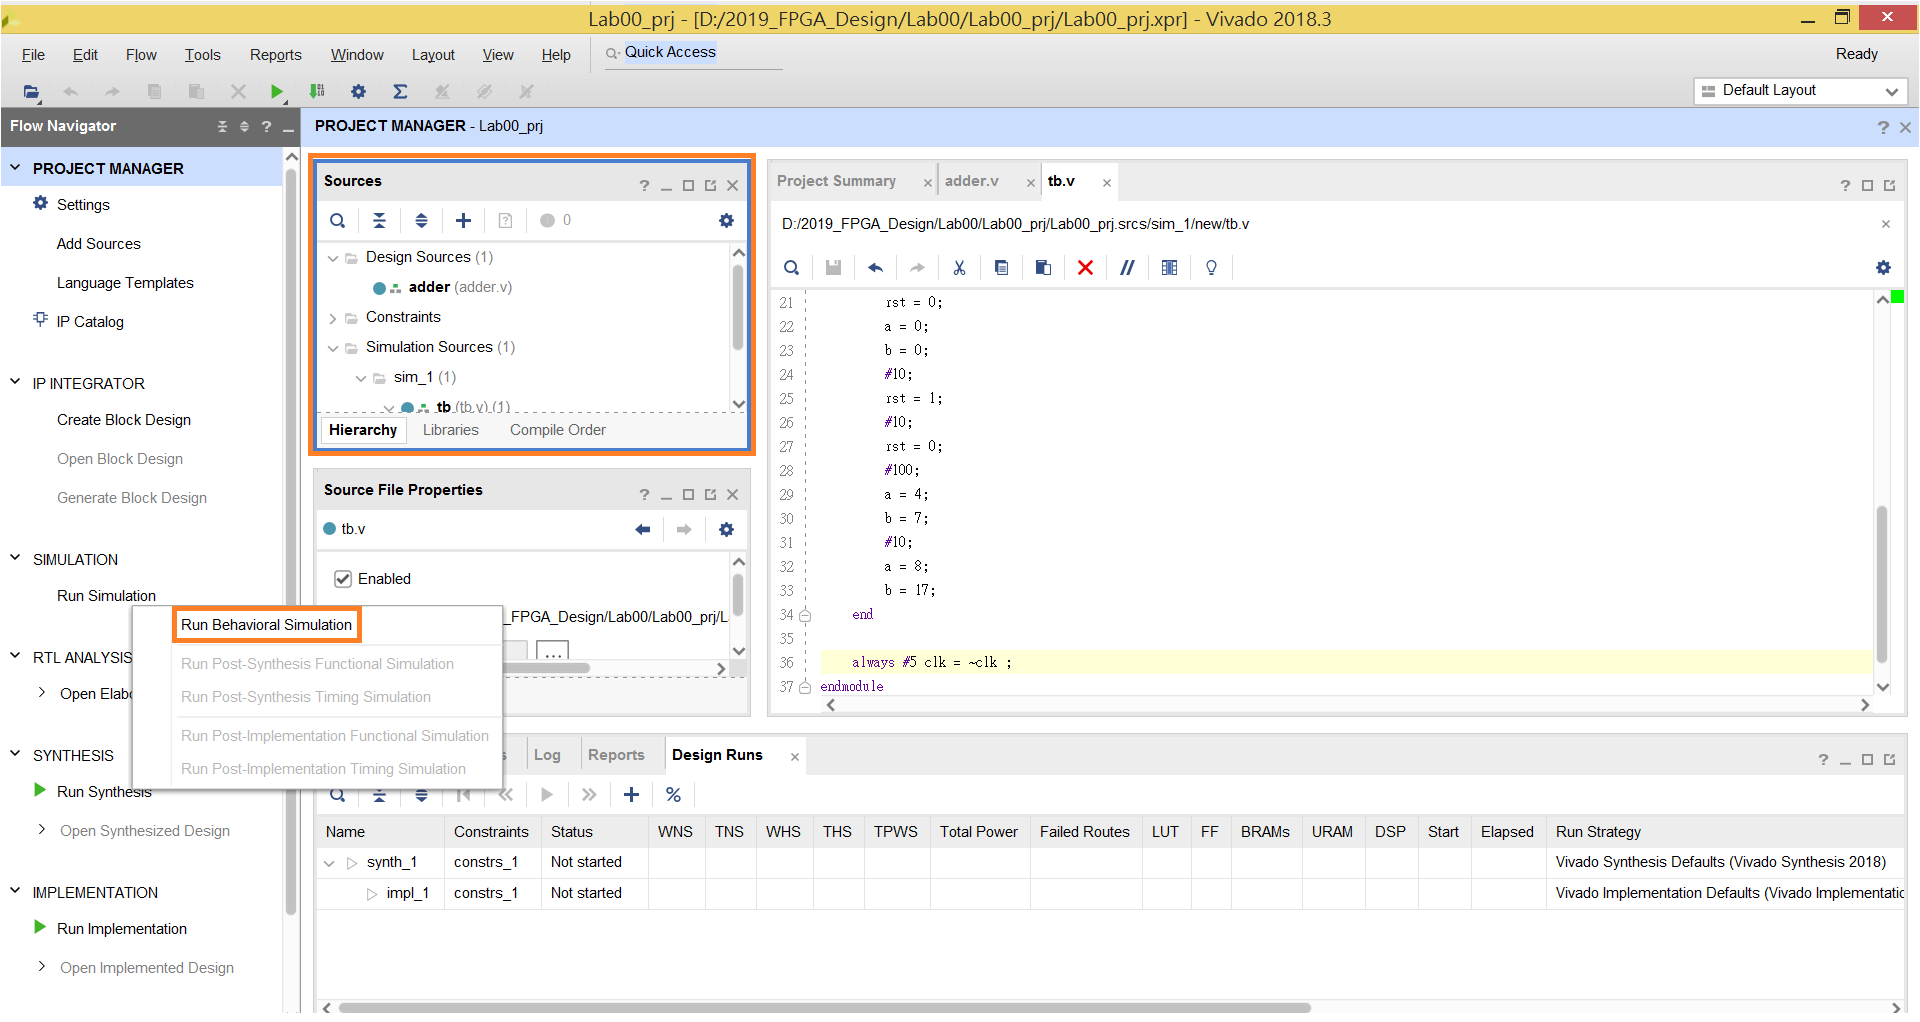 Lab00_prj - [D:/2019_FPGA_Design/Lab00/Lab00_prj/Lab00_prj.xpr] - Vivado 2018.3
File Edit Flow Tools Reports Window Layout View Help Quick Access Ready
Default Layout
Flow Navigator
PROJECT MANAGER - Lab00_prj
PROJECT MANAGER
Settings
Add Sources
Language Templates
IP Catalog
IP INTEGRATOR
Create Block Design
Open Block Design
Generate Block Design
SIMULATION
Run Simulation
Run Behavioral Simulation
Run Post-Synthesis Functional Simulation
Run Post-Synthesis Timing Simulation
Run Post-Implementation Functional Simulation
Run Post-Implementation Timing Simulation
RTL ANALYSIS
Open Elabo
SYNTHESIS
Run Synthesis
Open Synthesized Design
IMPLEMENTATION
Run Implementation
Open Implemented Design
Sources
0
Design Sources (1)
adder (adder.v)
Constraints
Simulation Sources (1)
sim_1 (1)
tb (tb.v) (1)
Hierarchy Libraries Compile Order
Source File Properties
tb.v
Enabled
_FPGA_Design/Lab00/Lab00_prj/L
...
Project Summary adder.v tb.v
D:/2019_FPGA_Design/Lab00/Lab00_prj/Lab00_prj.srcs/sim_1/new/tb.v
21 rst = 0;
22 a = 0;
23 b = 0;
24 #10;
25 rst = 1;
26 #10;
27 rst = 0;
28 #100;
29 a = 4;
30 b = 7;
31 #10;
32 a = 8;
33 b = 17;
34 end
35
36 always #5 clk = ~clk ;
37 endmodule
s Log Reports Design Runs
Name Constraints Status WNS TNS WHS THS TPWS Total Power Failed Routes LUT FF BRAMs URAM DSP Start Elapsed Run Strategy
synth_1 constrs_1 Not started Vivado Synthesis Defaults (Vivado Synthesis 2018)
impl_1 constrs_1 Not started Vivado Implementation Defaults (Vivado Implementatic